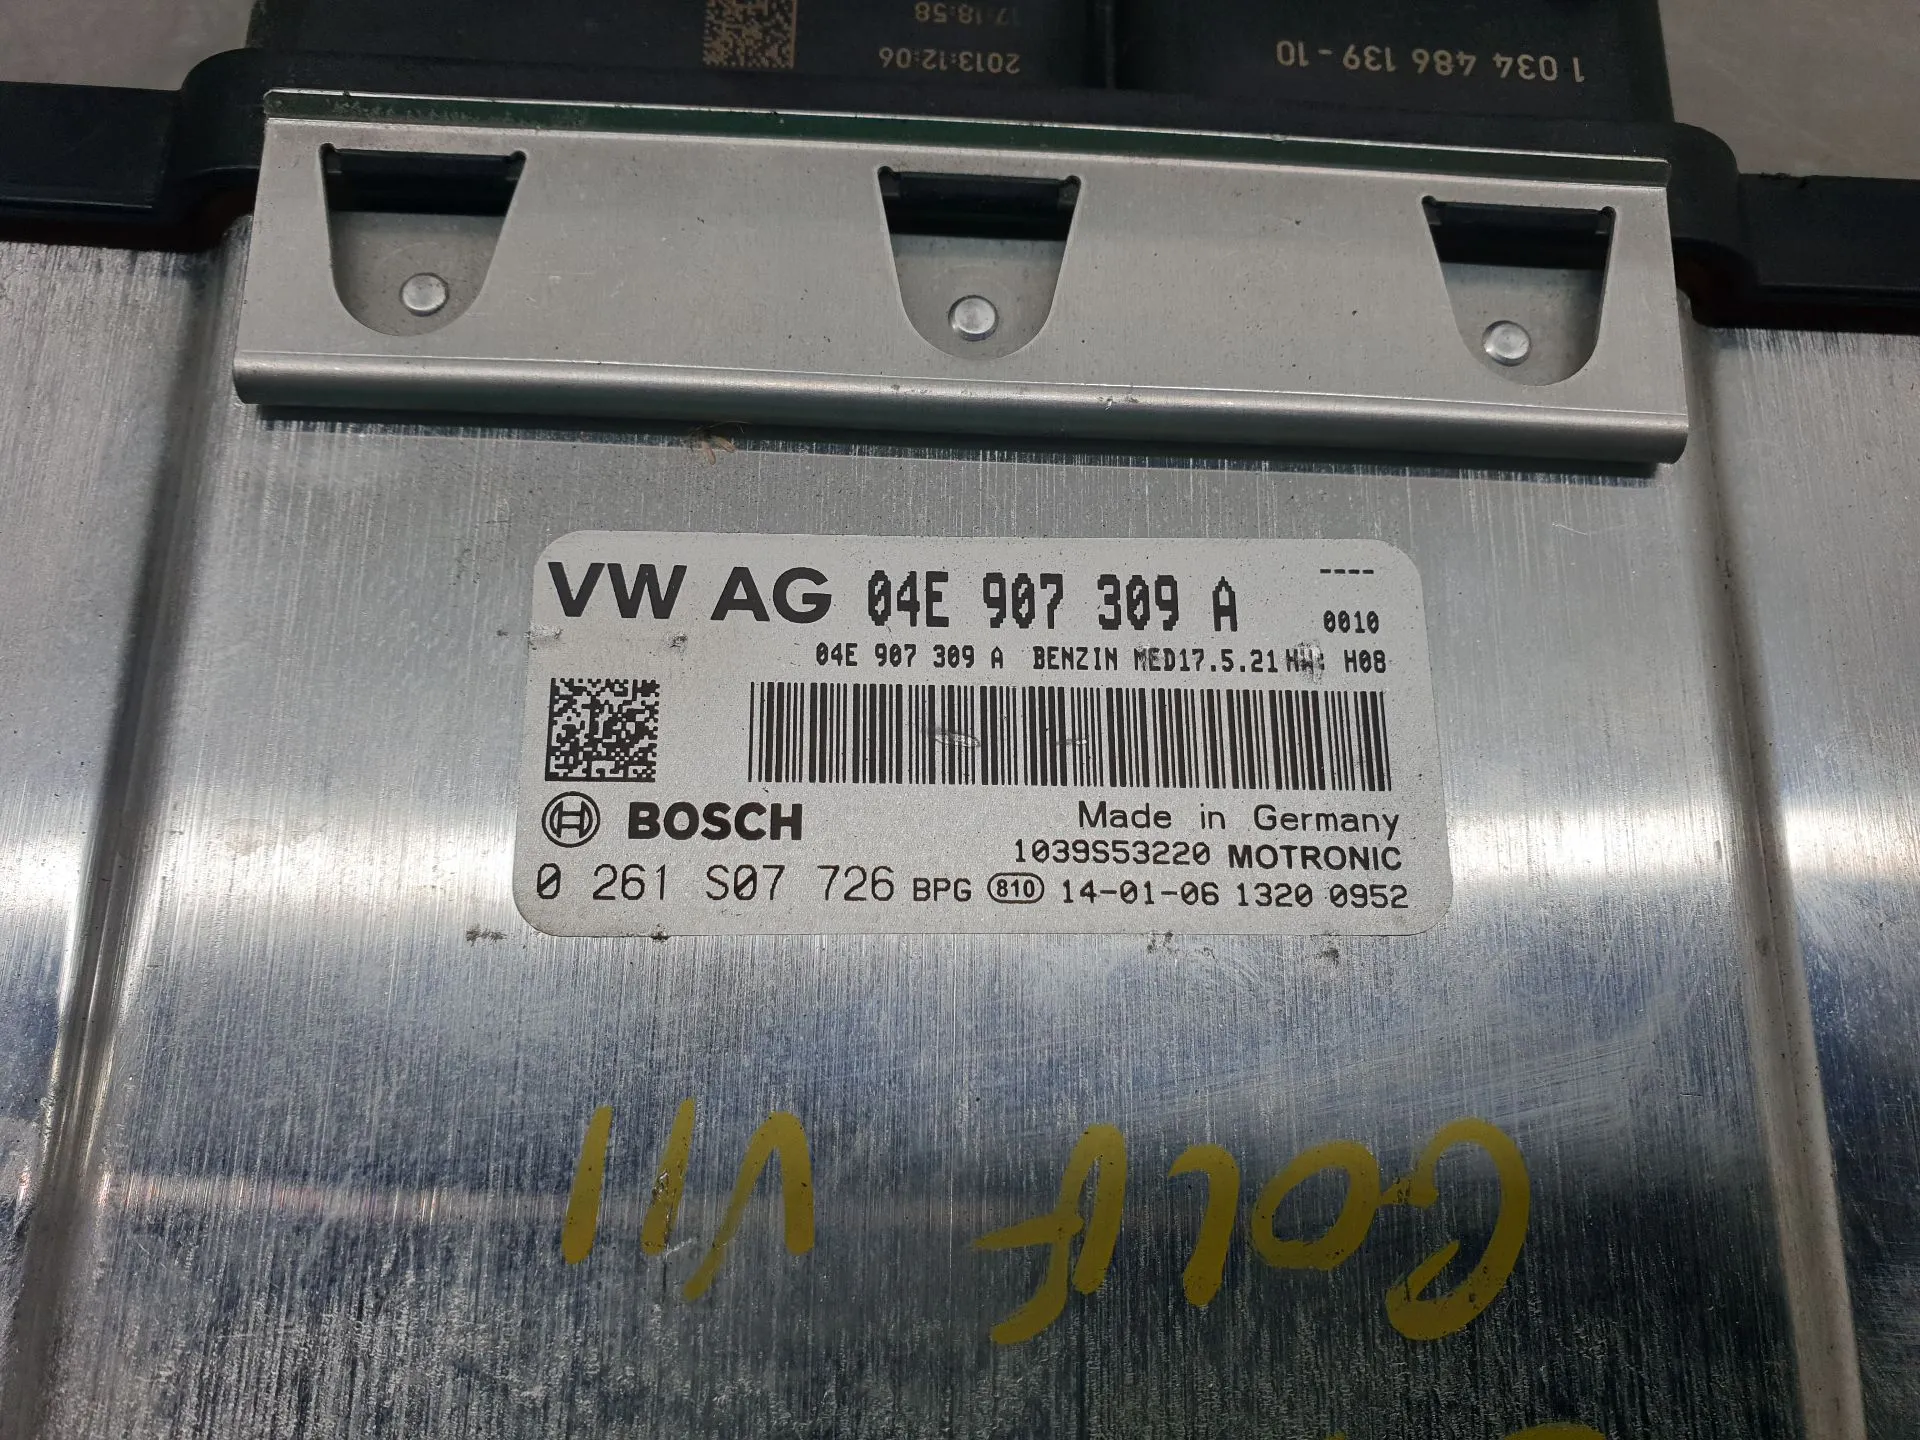 17:18:58
2013:12:06
1 034 486 139-10
VW AG 04E 907 309 A ----
0010
04E 907 309 A BENZIN MED17.5.21 H08
BOSCH
Made in Germany
1039S53220 MOTRONIC
0 261 S07 726 BPG 810 14-01-06 1320 0952
GOLF VII